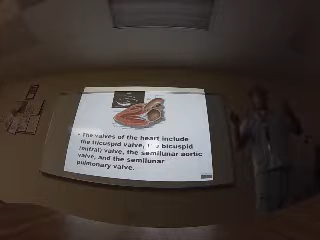 - The valves of the heart include
the tricuspid valve, the bicuspid
(mitral) valve, the semilunar aortic
valve, and the semilunar
pulmonary valve.